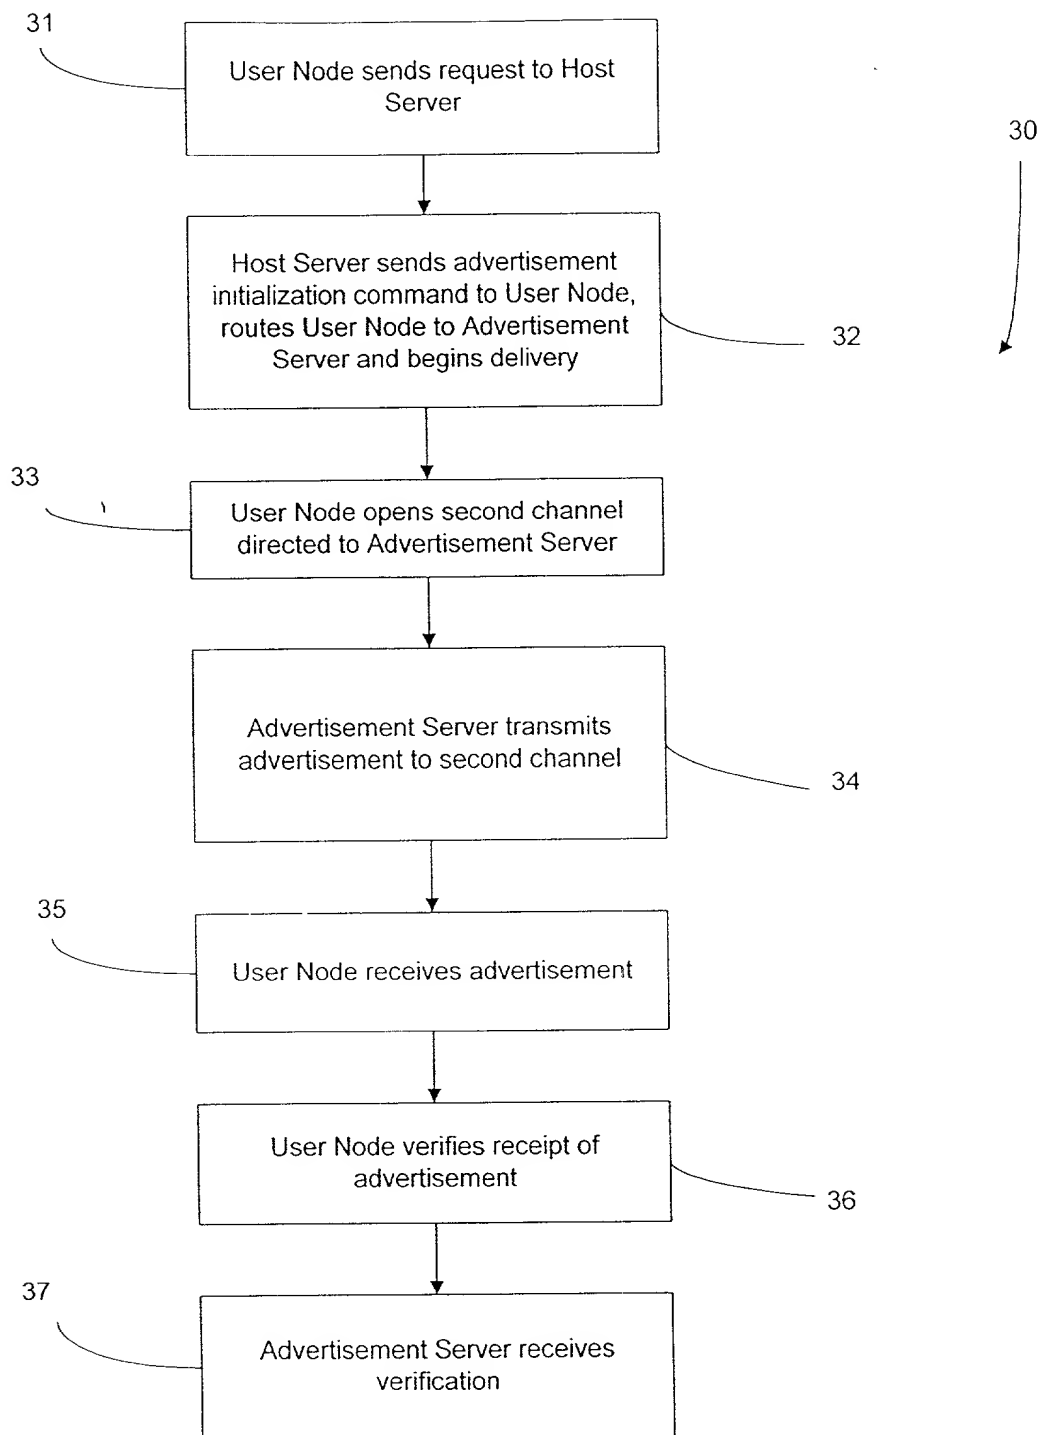 31
User Node sends request to Host
Server
30
Host Server sends advertisement
initialization command to User Node,
routes User Node to Advertisement
Server and begins delivery
32
33
User Node opens second channel
directed to Advertisement Server
Advertisement Server transmits
advertisement to second channel
34
35
User Node receives advertisement
User Node verifies receipt of
advertisement
36
37
Advertisement Server receives
verification